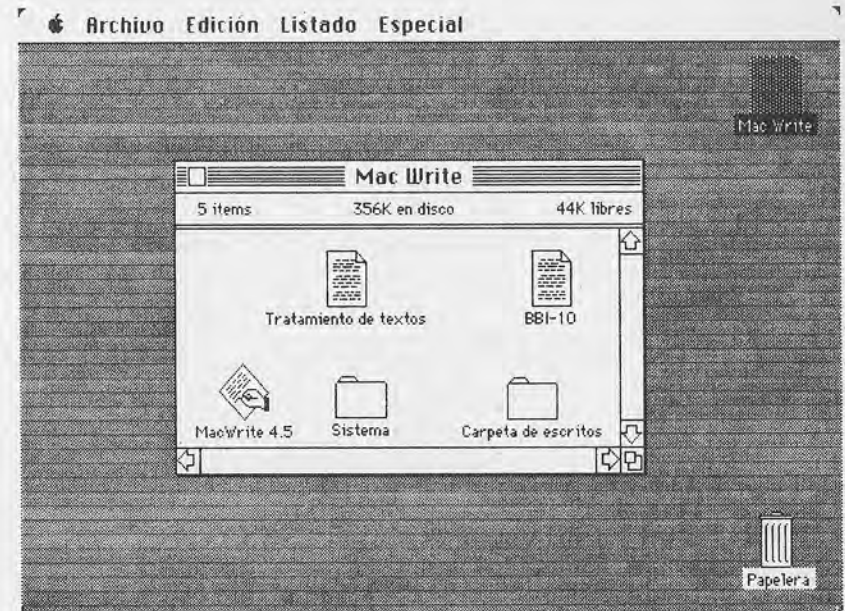 Archivo Edición Listado Especial
Mac Write
Mac Write
5 items 356K en disco 44K libres
Tratamiento de textos BBI-10
MacWrite 4.5 Sistema Carpeta de escritos
Papelera